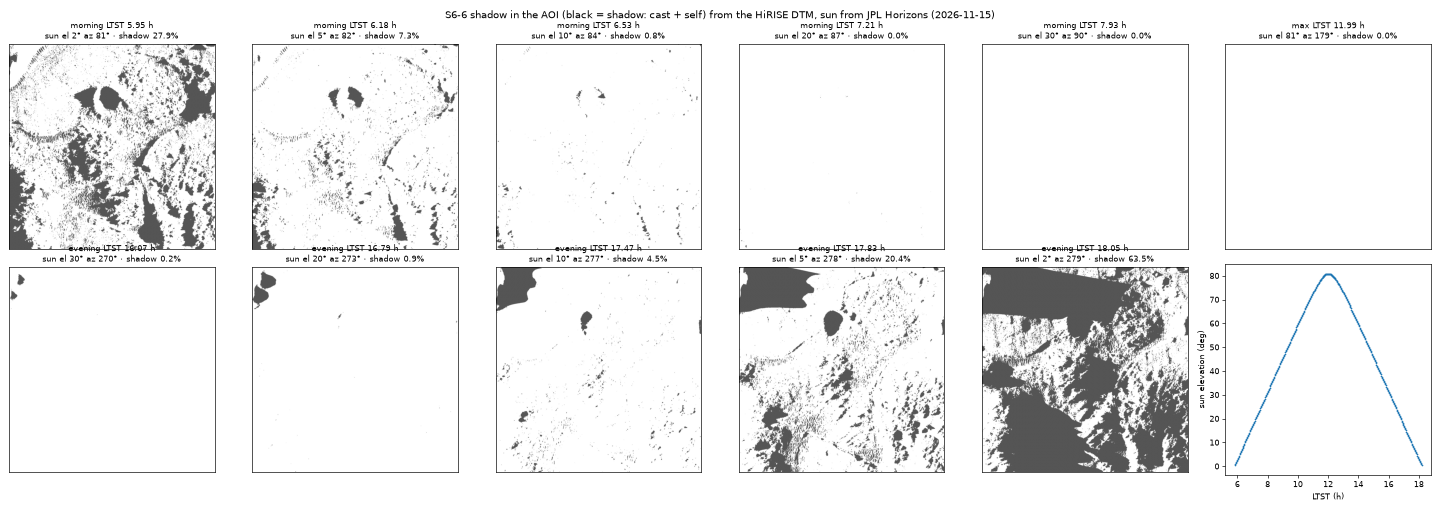 S6-6 shadow in the AOI (black = shadow: cast + self) from the HiRISE DTM, sun from JPL Horizons (2026-11-15)
morning LTST 5.95 h
sun el 2° az 81° · shadow 27.9%
morning LTST 6.18 h
sun el 5° az 82° · shadow 7.3%
morning LTST 6.53 h
sun el 10° az 84° · shadow 0.8%
morning LTST 7.21 h
sun el 20° az 87° · shadow 0.0%
morning LTST 7.93 h
sun el 30° az 90° · shadow 0.0%
max LTST 11.99 h
sun el 81° az 179° · shadow 0.0%
evening LTST 16.07 h
sun el 30° az 270° · shadow 0.2%
evening LTST 16.79 h
sun el 20° az 273° · shadow 0.9%
evening LTST 17.47 h
sun el 10° az 277° · shadow 4.5%
evening LTST 17.83 h
sun el 5° az 278° · shadow 20.4%
evening LTST 18.05 h
sun el 2° az 279° · shadow 63.5%
sun elevation (deg)
80
70
60
50
40
30
20
10
0
6 8 10 12 14 16 18
LTST (h)